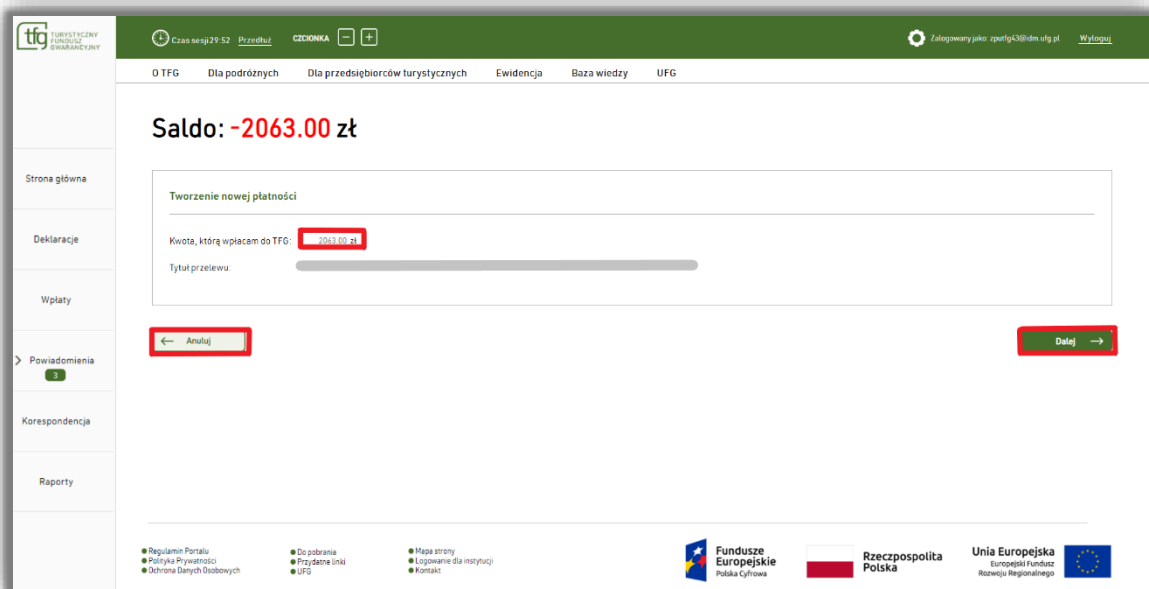 tfg TURYSTYCZNY FUNDUSZ GWARANCYJNY
Czas sesji 29:52 Przedłuż CZCIONKA − + Zalogowany jako: zputfg43@idm.ufg.pl Wyloguj
O TFG Dla podróżnych Dla przedsiębiorców turystycznych Ewidencja Baza wiedzy UFG
Saldo: -2063.00 zł
Strona główna
Deklaracje
Wpłaty
Powiadomienia
3
Korespondencja
Raporty
Tworzenie nowej płatności
Kwota, którą wpłacam do TFG: 2063.00 zł
Tytuł przelewu:
← Anuluj
Dalej →
Regulamin Portalu
Polityka Prywatności
Ochrona Danych Osobowych
Do pobrania
Przydatne linki
UFG
Mapa strony
Logowanie dla instytucji
Kontakt
Fundusze
Europejskie
Polska Cyfrowa
Rzeczpospolita
Polska
Unia Europejska
Europejski Fundusz
Rozwoju Regionalnego